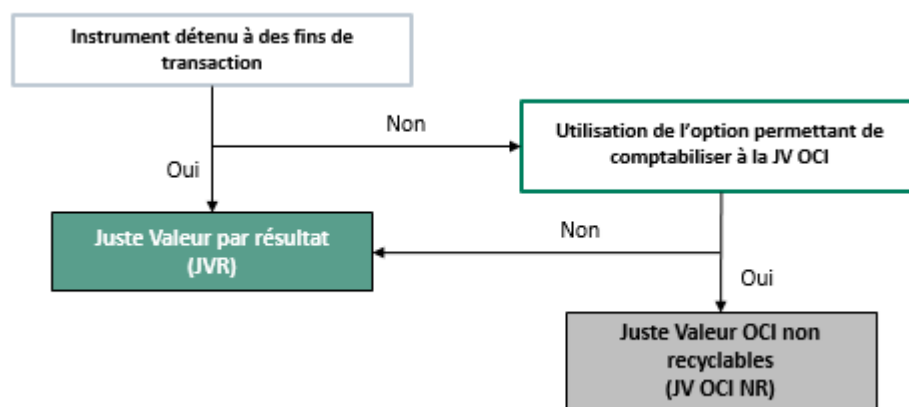 Instrument détenu à des fins de
transaction
Non
Utilisation de l'option permettant de
comptabiliser à la JV OCI
Oui
Juste Valeur par résultat
(JVR)
Non
Oui
Juste Valeur OCI non
recyclables
(JV OCI NR)